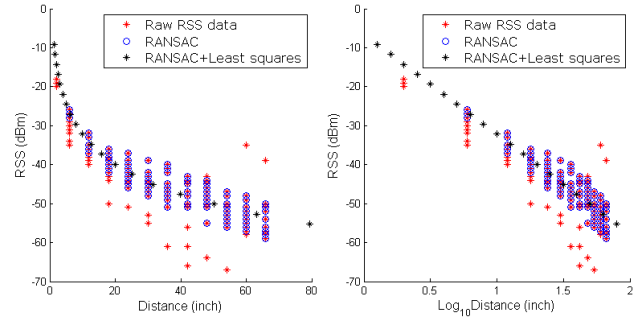 0
-10
-20
-30
-40
-50
-60
-70
RSS (dBm)
0
20
40
60
80
Distance (inch)
Raw RSS data
RANSAC
RANSAC+Least squares
0
-10
-20
-30
-40
-50
-60
-70
RSS (dBm)
0
0.5
1
1.5
2
Log10Distance (inch)
Raw RSS data
RANSAC
RANSAC+Least squares